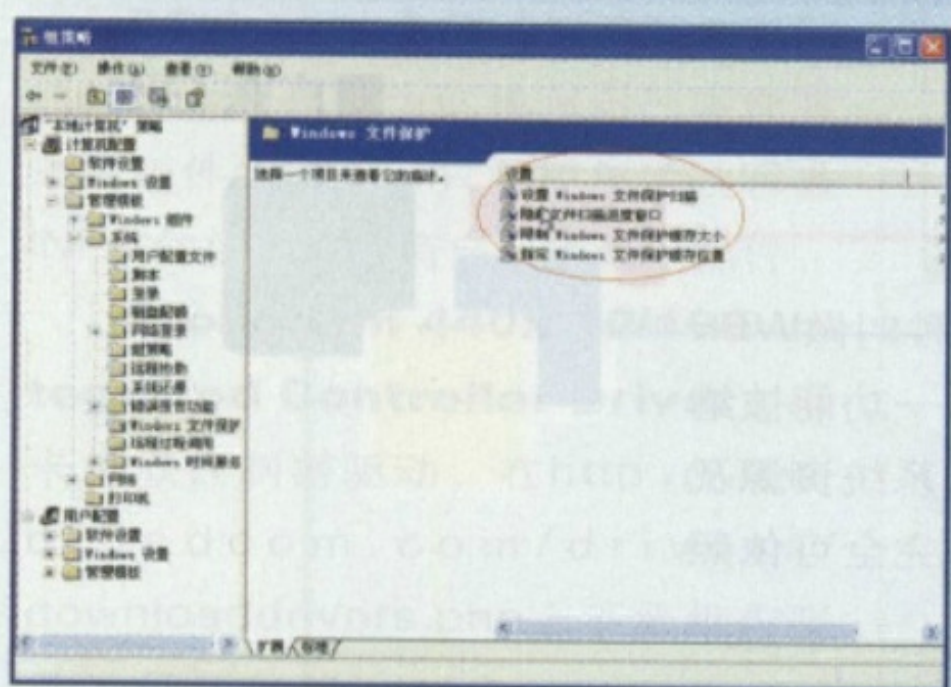 组策略
文件(F) 操作(A) 查看(V) 帮助(H)
"本地计算机" 策略
计算机配置
软件设置
Windows 设置
管理模板
Windows 组件
系统
用户配置文件
脚本
登录
磁盘配额
网络登录
组策略
远程协助
系统还原
错误报告功能
Windows 文件保护
远程过程调用
Windows 时间服务
网络
打印机
用户配置
软件设置
Windows 设置
管理模板
Windows 文件保护
选择一个项目来查看它的描述。
设置
设置 Windows 文件保护扫描
隐藏文件扫描进度窗口
限制 Windows 文件保护缓存大小
指定 Windows 文件保护缓存位置
扩展 标准